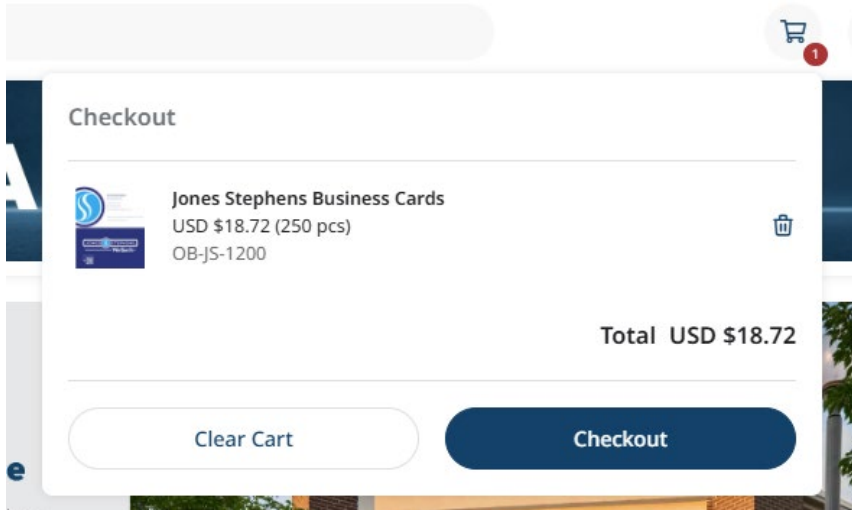 1
Checkout
Jones Stephens Business Cards
USD $18.72 (250 pcs)
OB-JS-1200
Total USD $18.72
Clear Cart
Checkout
A
e